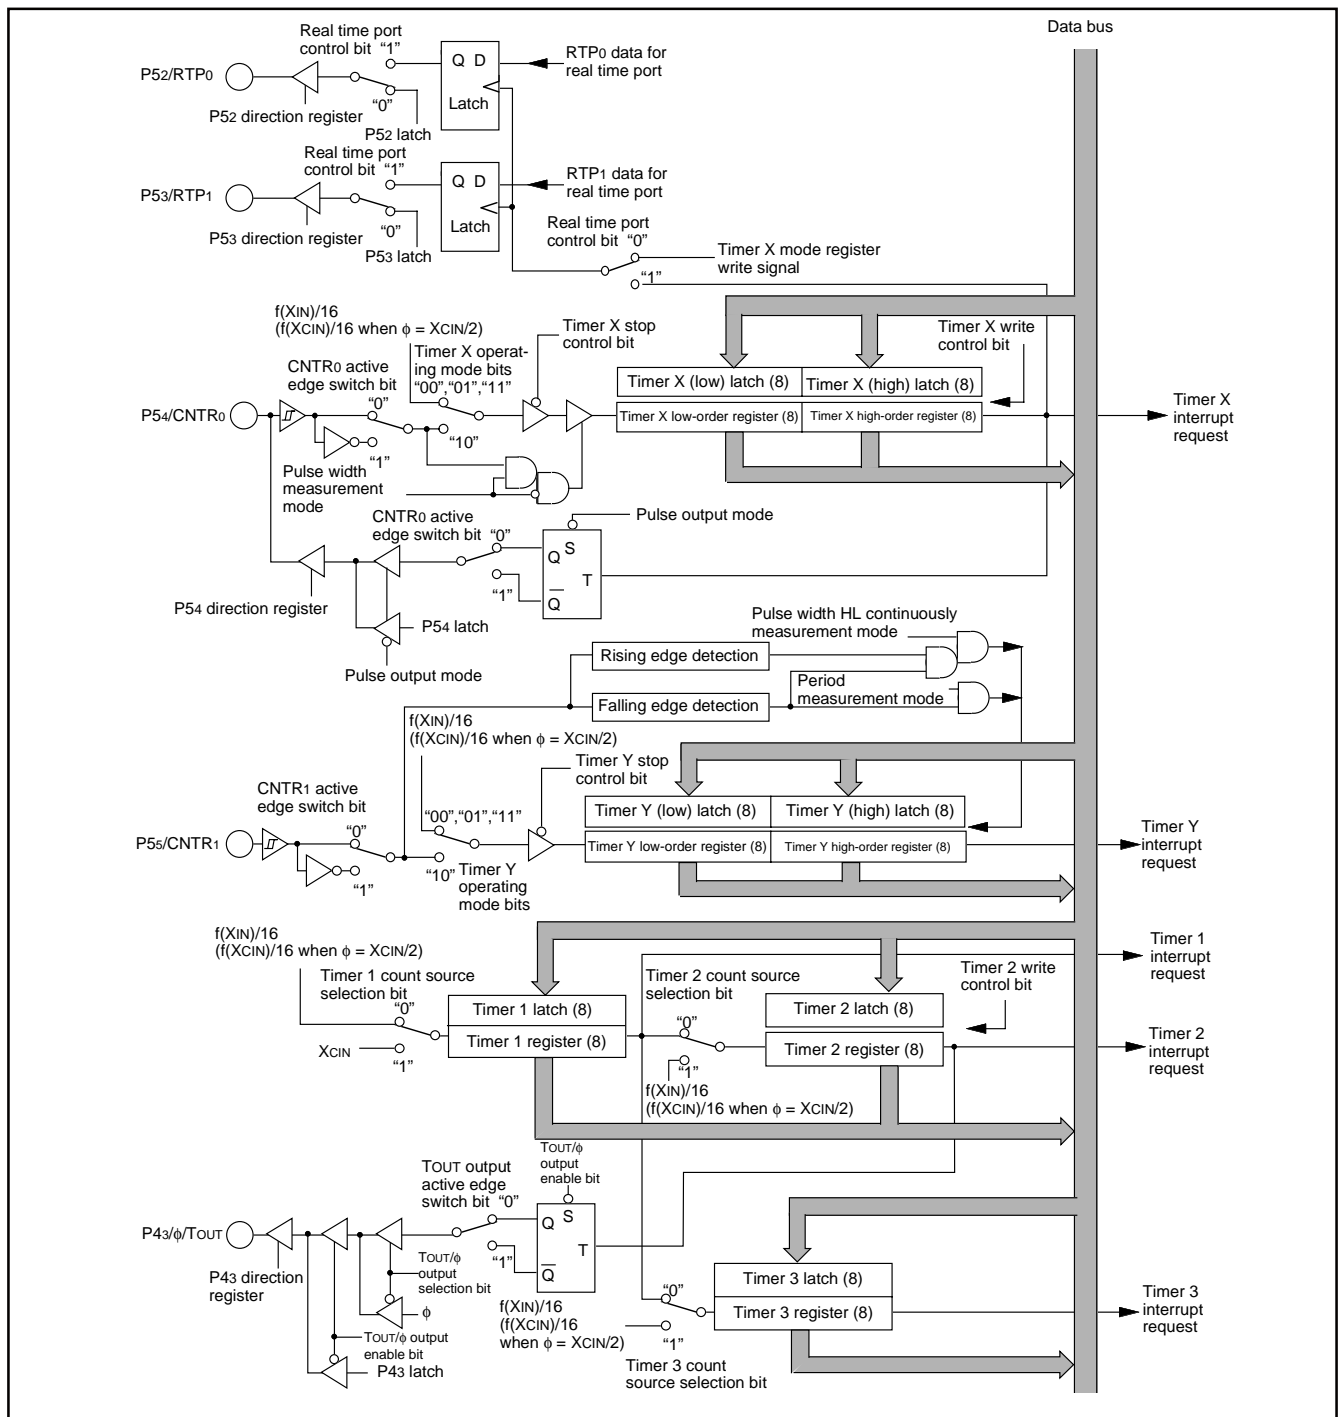 Data bus
Real time port
control bit “1”
Q D
RTP0 data for
real time port
P52/RTP0
“0”
Latch
P52 direction register
P52 latch
Real time port
control bit “1”
Q D
RTP1 data for
real time port
P53/RTP1
“0”
Latch
P53 direction register
P53 latch
Real time port
control bit “0”
Timer X mode register
write signal
“1”
f(XIN)/16
(f(XCIN)/16 when ϕ = XCIN/2)
Timer X stop
control bit
Timer X write
control bit
CNTR0 active
edge switch bit
Timer X operat-
ing mode bits
“00”,“01”,“11”
Timer X (low) latch (8)
Timer X (high) latch (8)
P54/CNTR0
“0”
Timer X low-order register (8)
Timer X high-order register (8)
Timer X
interrupt
request
“10”
“1”
Pulse width
measurement
mode
CNTR0 active
edge switch bit “0”
Pulse output mode
Q S
T
“1”
Q
P54 direction register
P54 latch
Pulse output mode
Pulse width HL continuously
measurement mode
Rising edge detection
Period
measurement mode
Falling edge detection
f(XIN)/16
(f(XCIN)/16 when ϕ = XCIN/2)
Timer Y stop
control bit
CNTR1 active
edge switch bit
“00”,“01”,“11”
Timer Y (low) latch (8)
Timer Y (high) latch (8)
P55/CNTR1
“0”
Timer Y low-order register (8)
Timer Y high-order register (8)
Timer Y
interrupt
request
“1”
“10”
Timer Y
operating
mode bits
f(XIN)/16
(f(XCIN)/16 when ϕ = XCIN/2)
Timer 1
interrupt
request
Timer 1 count source
selection bit
Timer 2 count source
selection bit
Timer 2 write
control bit
“0”
Timer 1 latch (8)
“0”
Timer 2 latch (8)
Timer 1 register (8)
Timer 2 register (8)
Timer 2
interrupt
request
XCIN
“1”
“1”
f(XIN)/16
(f(XCIN)/16 when ϕ = XCIN/2)
TOUT/ϕ
output
enable bit
TOUT output
active edge
switch bit “0”
Q S
T
P43/ϕ/TOUT
“1”
Q
P43 direction
register
TOUT/ϕ
output
selection bit
ϕ
f(XIN)/16
(f(XCIN)/16
when ϕ = XCIN/2)
“0”
Timer 3 latch (8)
Timer 3 register (8)
Timer 3
interrupt
request
“1”
TOUT/ϕ output
enable bit
P43 latch
Timer 3 count
source selection bit